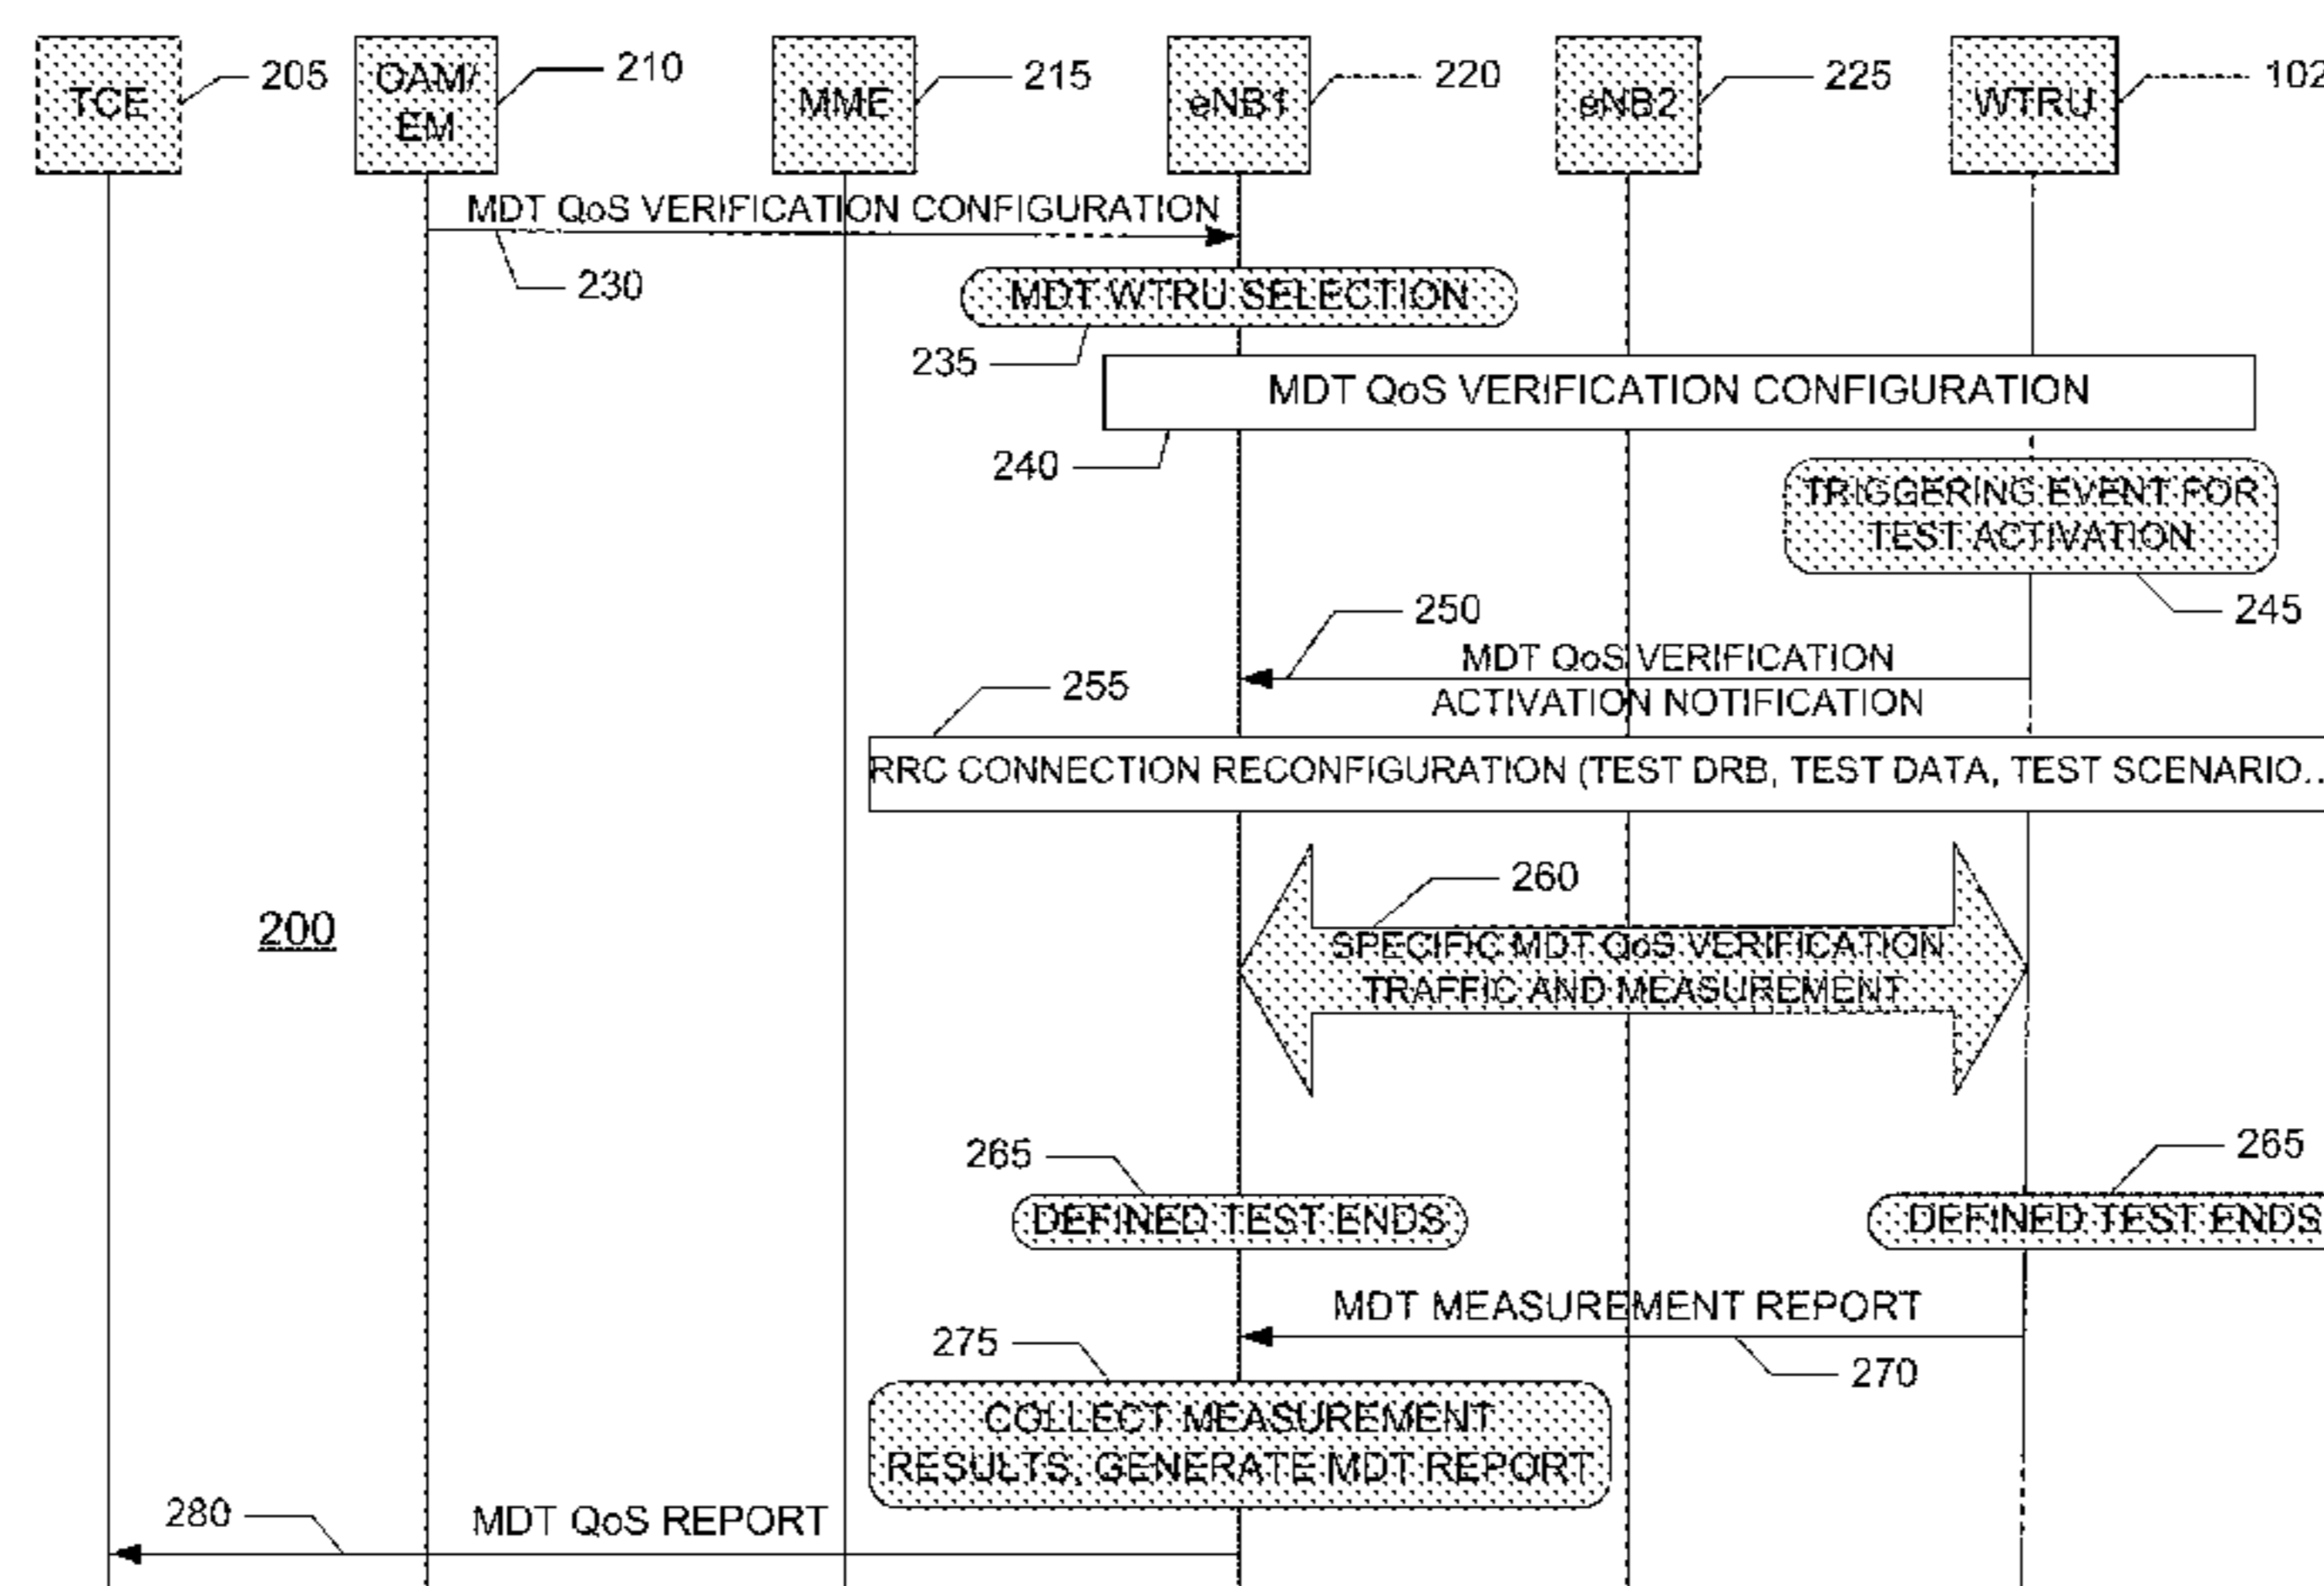 TCE
205
OAM/
EM
210
MME
215
eNB1
220
eNB2
225
WTRU
102
MDT QoS VERIFICATION CONFIGURATION
230
MDT WTRU SELECTION
235
MDT QoS VERIFICATION CONFIGURATION
240
TRIGGERING EVENT FOR
TEST ACTIVATION
245
250
MDT QoS VERIFICATION
ACTIVATION NOTIFICATION
255
RRC CONNECTION RECONFIGURATION (TEST DRB, TEST DATA, TEST SCENARIO..
260
200
SPECIFIC MDT QoS VERIFICATION
TRAFFIC AND MEASUREMENT
265
265
DEFINED TEST ENDS
DEFINED TEST ENDS
MDT MEASUREMENT REPORT
275
270
COLLECT MEASUREMENT
RESULTS, GENERATE MDT REPORT
280
MDT QoS REPORT